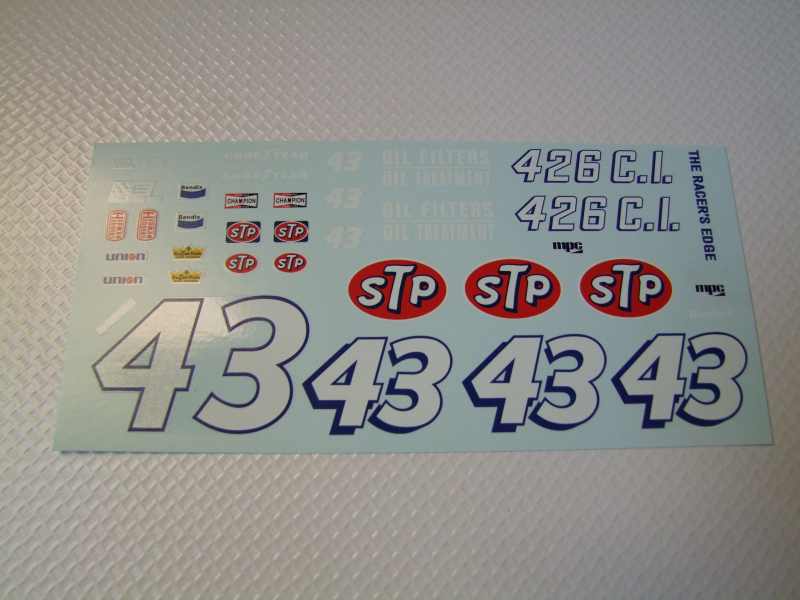 GOODYEAR
GOODYEAR
43
43
43
OIL FILTERS
OIL TREATMENT
OIL FILTERS
OIL TREATMENT
426 C.I.
426 C.I.
THE RACER'S EDGE
Bendix
Bendix
CHAMPION
CHAMPION
STP
STP
STP
STP
UNION
UNION
mpc
mpc
STP
STP
STP
43
43
43
43